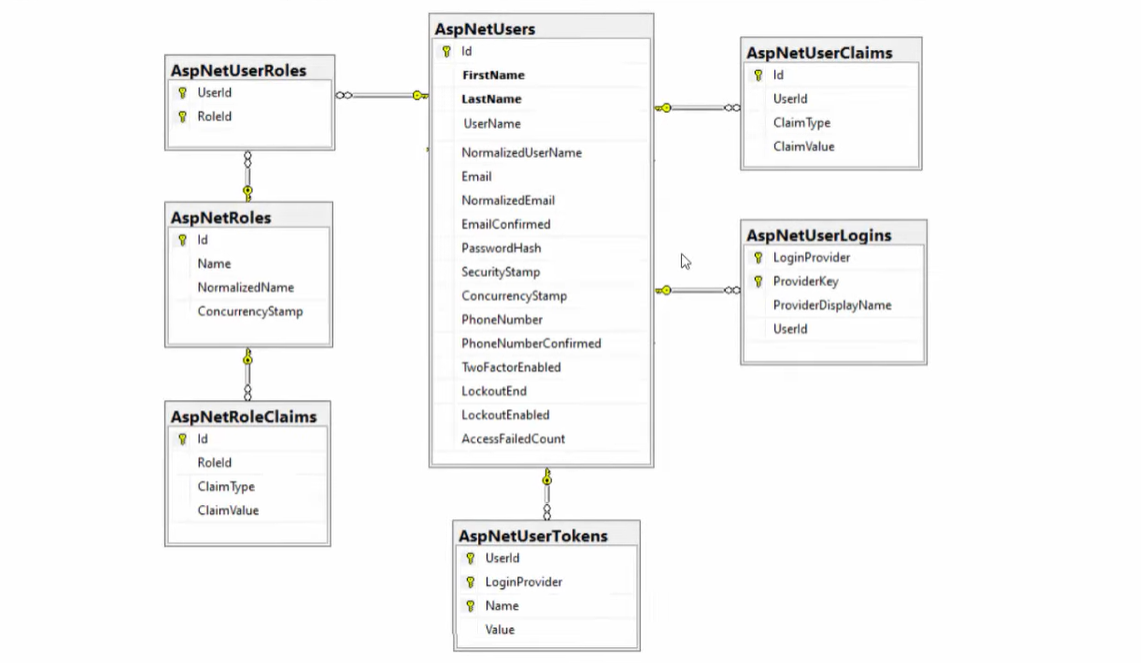 AspNetUserRoles
UserId
RoleId
AspNetRoles
Id
Name
NormalizedName
ConcurrencyStamp
AspNetRoleClaims
Id
RoleId
ClaimType
ClaimValue
AspNetUsers
Id
FirstName
LastName
UserName
NormalizedUserName
Email
NormalizedEmail
EmailConfirmed
PasswordHash
SecurityStamp
ConcurrencyStamp
PhoneNumber
PhoneNumberConfirmed
TwoFactorEnabled
LockoutEnd
LockoutEnabled
AccessFailedCount
AspNetUserTokens
UserId
LoginProvider
Name
Value
AspNetUserClaims
Id
UserId
ClaimType
ClaimValue
AspNetUserLogins
LoginProvider
ProviderKey
ProviderDisplayName
UserId